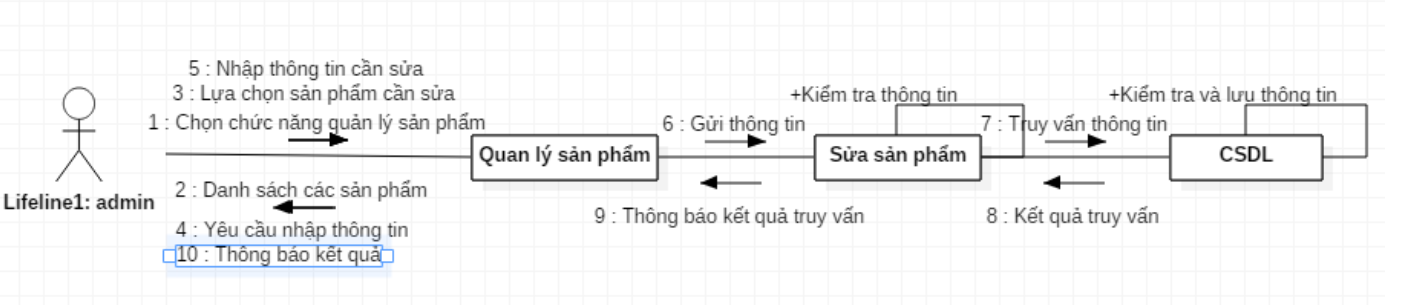 5 : Nhập thông tin cần sửa
3 : Lựa chọn sản phẩm cần sửa
1 : Chọn chức năng quản lý sản phẩm
Lifeline1: admin
2 : Danh sách các sản phẩm
4 : Yêu cầu nhập thông tin
10 : Thông báo kết quả
Quan lý sản phẩm
6 : Gửi thông tin
9 : Thông báo kết quả truy vấn
+Kiểm tra thông tin
Sửa sản phẩm
7 : Truy vấn thông tin
8 : Kết quả truy vấn
+Kiểm tra và lưu thông tin
CSDL